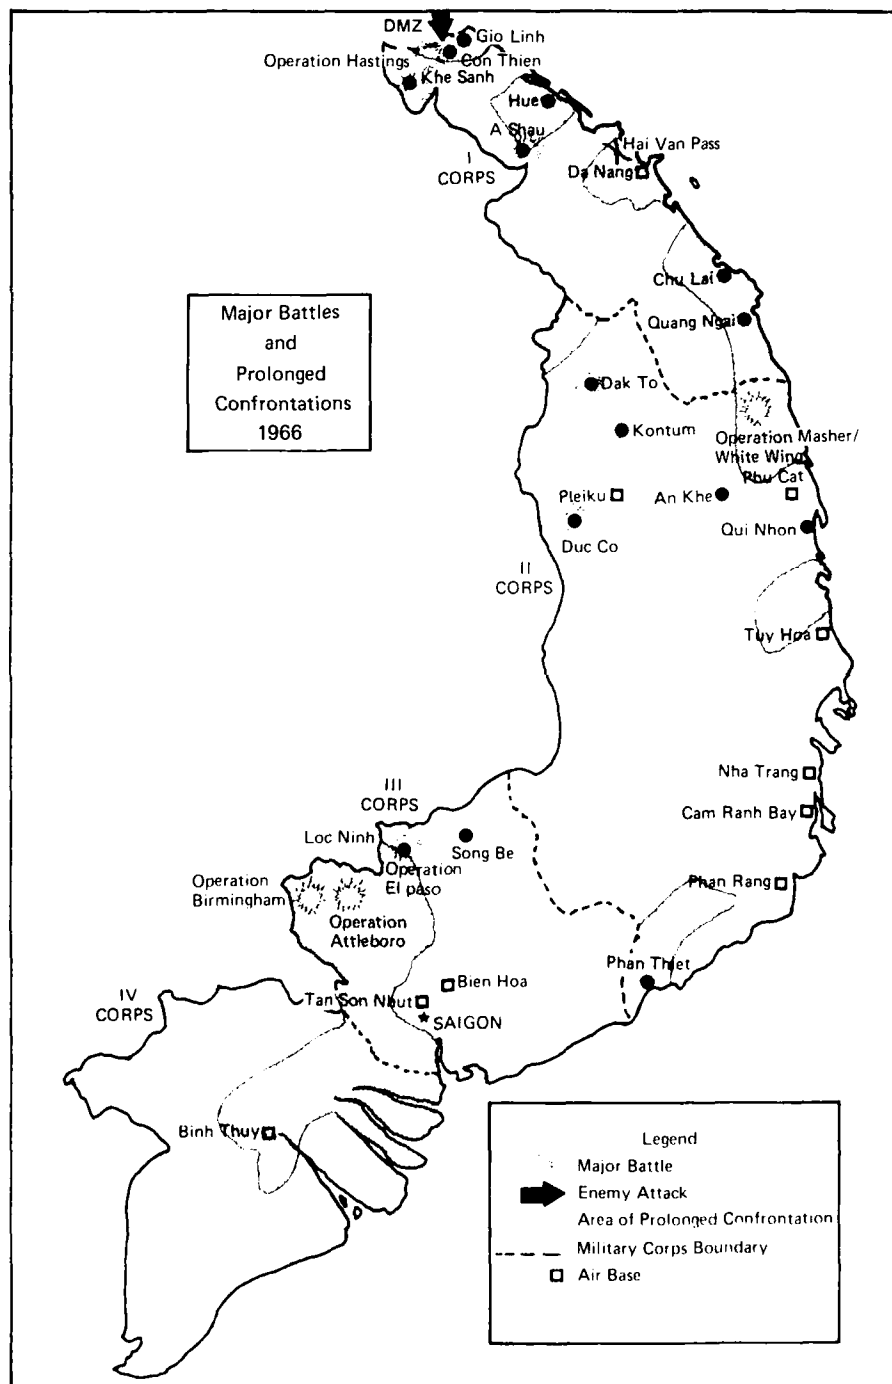 DMZ
Gio Linh
Operation Hastings
Con Thien
Khe Sanh
Hue
A Shau
Hai Van Pass
I
CORPS
Da Nang
Chu Lai
Major Battles
and
Prolonged
Confrontations
1966
Quang Ngai
Dak To
Kontum
Operation Masher/
White Wing
Phu Cat
Pleiku
An Khe
Duc Co
Qui Nhon
II
CORPS
Tuy Hoa
Nha Trang
III
CORPS
Cam Ranh Bay
Loc Ninh
Song Be
Operation
El paso
Operation
Birmingham
Phan Rang
Operation
Attleboro
Phan Thiet
IV
CORPS
Bien Hoa
Tan Son Nhut
SAIGON
Binh Thuy
Legend
Major Battle
Enemy Attack
Area of Prolonged Confrontation
Military Corps Boundary
Air Base